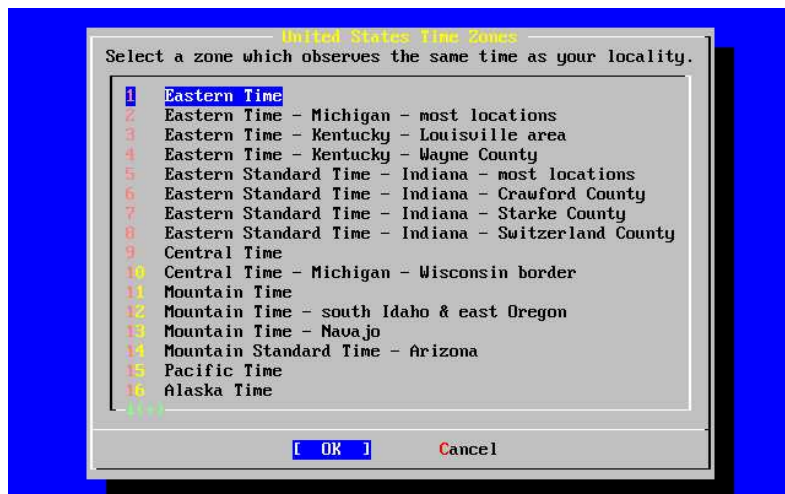 United States Time Zones
Select a zone which observes the same time as your locality.
1 Eastern Time
2 Eastern Time - Michigan - most locations
3 Eastern Time - Kentucky - Louisville area
4 Eastern Time - Kentucky - Wayne County
5 Eastern Standard Time - Indiana - most locations
6 Eastern Standard Time - Indiana - Crawford County
7 Eastern Standard Time - Indiana - Starke County
8 Eastern Standard Time - Indiana - Switzerland County
9 Central Time
10 Central Time - Michigan - Wisconsin border
11 Mountain Time
12 Mountain Time - south Idaho & east Oregon
13 Mountain Time - Navajo
14 Mountain Standard Time - Arizona
15 Pacific Time
16 Alaska Time
[ OK ] Cancel